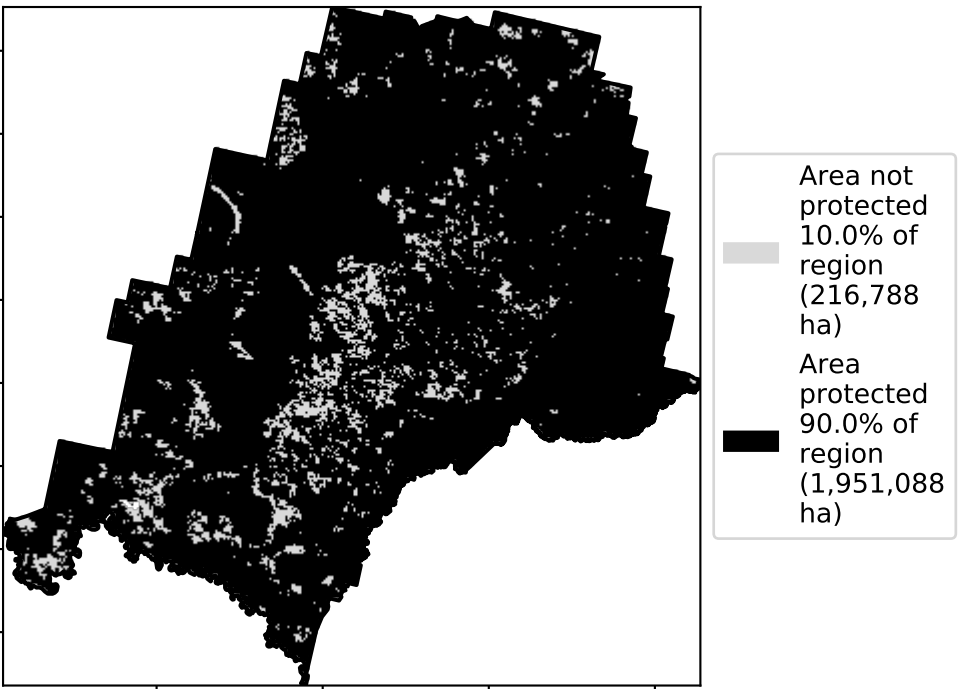 Area not
protected
10.0% of
region
(216,788
ha)
Area
protected
90.0% of
region
(1,951,088
ha)